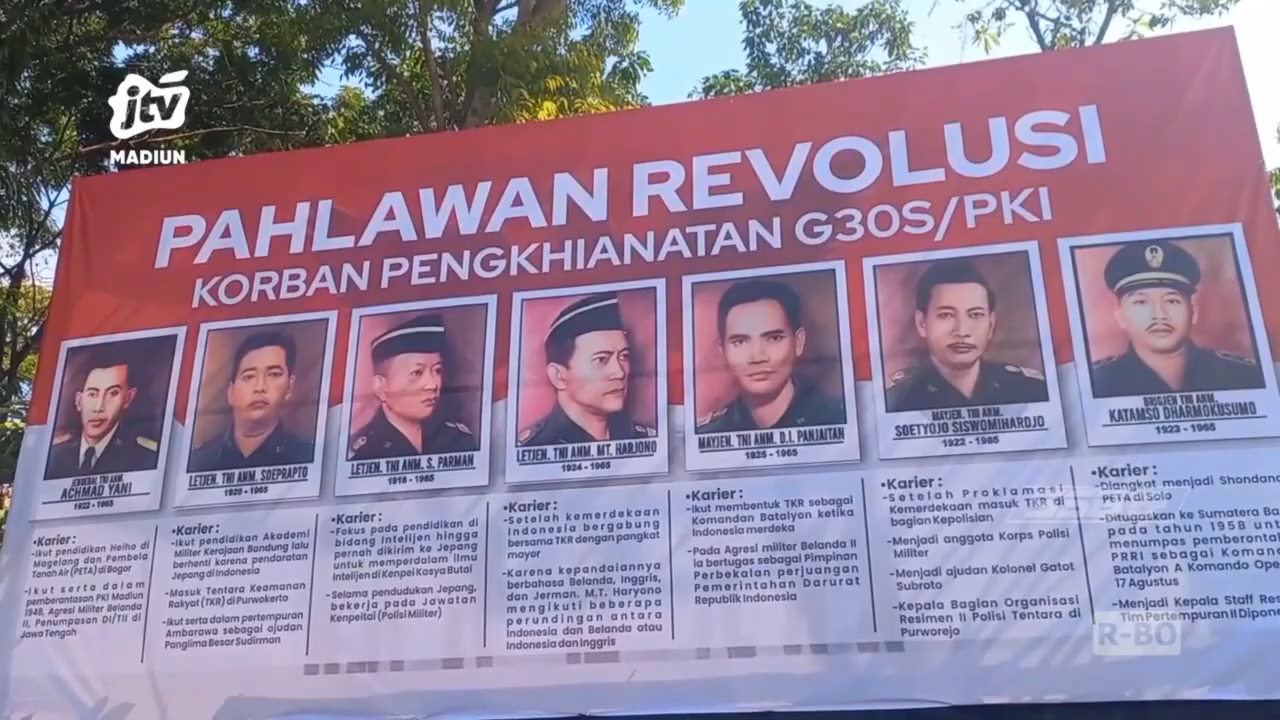 jtv
MADIUN
PAHLAWAN REVOLUSI
KORBAN PENGKHIANATAN G30S/PKI
JENDERAL TNI ANM.
ACHMAD YANI
1922 - 1965
LETJEN. TNI ANM. SOEPRAPTO
1920 - 1965
LETJEN. TNI ANM. S. PARMAN
1918 - 1965
LETJEN. TNI ANM. MT. HARJONO
1924 - 1965
MAYJEN. TNI ANM. D.I. PANJAITAN
1925 - 1965
MAYJEN. TNI ANM.
SOETYOJO SISWOMIHARDJO
1922 - 1965
BRIGJEN TNI ANM.
KATAMSO DHARMOKUSUMO
1923 - 1965
•Karier :
-Ikut pendidikan Heiho di
Magelang dan Pembela
Tanah Air (PETA) di Bogor
-Ikut serta dalam
pemberantasan PKI Madiun
1948, Agresi Militer Belanda
II, Penumpasan DI/TII di
Jawa Tengah
•Karier :
-Ikut pendidikan Akademi
Militer Kerajaan Bandung lalu
berhenti karena pendaratan
Jepang di Indonesia
-Masuk Tentara Keamanan
Rakyat (TKR) di Purwokerto
-Ikut serta dalam pertempuran
Ambarawa sebagai ajudan
Panglima Besar Sudirman
•Karier :
-Fokus pada pendidikan di
bidang Intelijen hingga
pernah dikirim ke Jepang
untuk memperdalam ilmu
Intelijen di Kenpei Kasya Butai
-Selama pendudukan Jepang,
bekerja pada Jawatan
Kenpeitai (Polisi Militer)
•Karier :
-Setelah kemerdekaan
Indonesia bergabung
bersama TKR dengan pangkat
mayor
-Karena kepandaiannya
berbahasa Belanda, Inggris,
dan Jerman. M.T. Haryono
mengikuti beberapa
perundingan antara
Indonesia dan Belanda atau
Indonesia dan Inggris
•Karier :
-Ikut membentuk TKR sebagai
Komandan Batalyon ketika
Indonesia merdeka
-Pada Agresi militer Belanda II
ia bertugas sebagai Pimpinan
Perbekalan perjuangan
Pemerintahan Darurat
Republik Indonesia
•Karier :
-Setelah Proklamasi
Kemerdekaan masuk TKR di
bagian Kepolisian
-Menjadi anggota Korps Polisi
Militer
-Menjadi ajudan Kolonel Gatot
Subroto
-Kepala Bagian Organisasi
Resimen II Polisi Tentara di
Purworejo
•Karier :
-Diangkat menjadi Shondan
PETA di Solo
-Ditugaskan ke Sumatera Ba
pada tahun 1958 un
menumpas pemberont
PRRI sebagai Koman
Batalyon A Komando Ope
17 Agustus
-Menjadi Kepala Staff Res
Tim Pertempuran II Dipon
R-BO